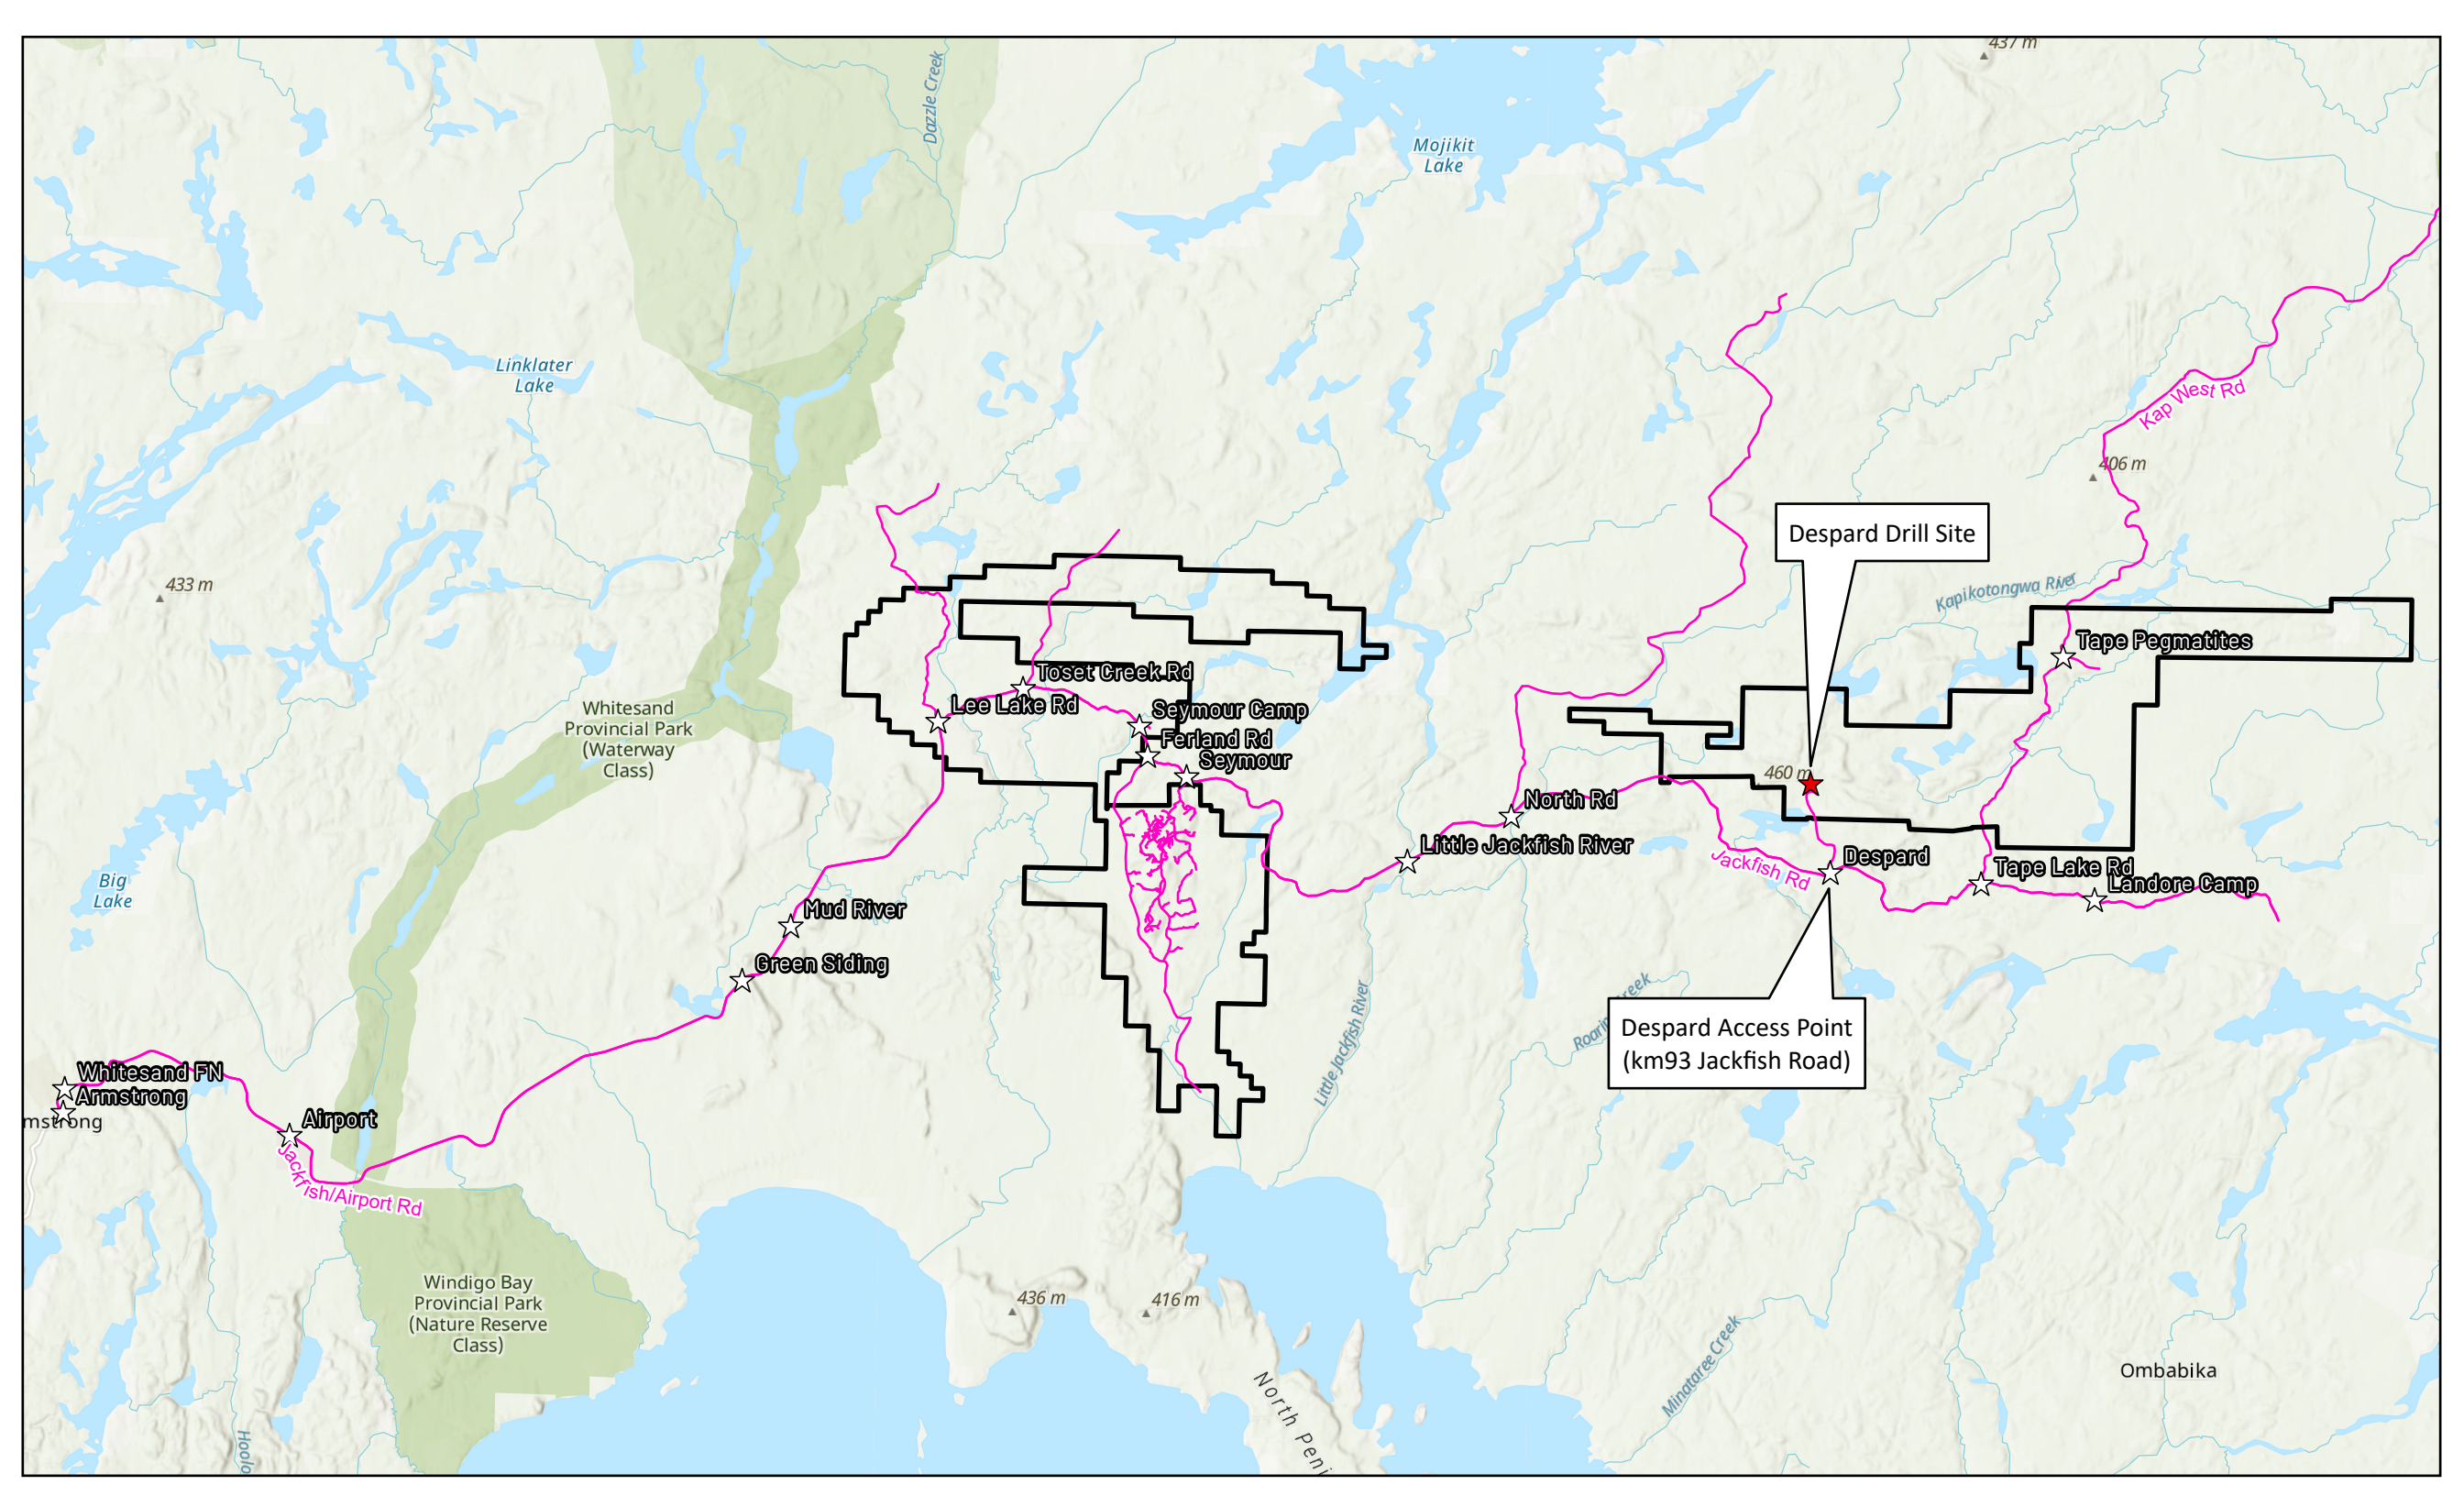 437 m
Dazzle Creek
Mojikit
Lake
Linklater
Lake
Kap West Rd
406 m
Despard Drill Site
433 m
Kapikotongwa River
Tape Pegmatites
Toset Creek Rd
Lee Lake Rd
Seymour Camp
Ferland Rd
Seymour
Whitesand
Provincial Park
(Waterway
Class)
460 m
North Rd
Little Jackfish River
Jackfish Rd
Despard
Tape Lake Rd
Landore Camp
Big
Lake
Mud River
Green Siding
Despard Access Point
(km93 Jackfish Road)
Little Jackfish River
Whitesand FN
Armstrong
Airport
Jackfish/Airport Rd
Windigo Bay
Provincial Park
(Nature Reserve
Class)
436 m
416 m
North Peni
Minataree Creek
Ombabika